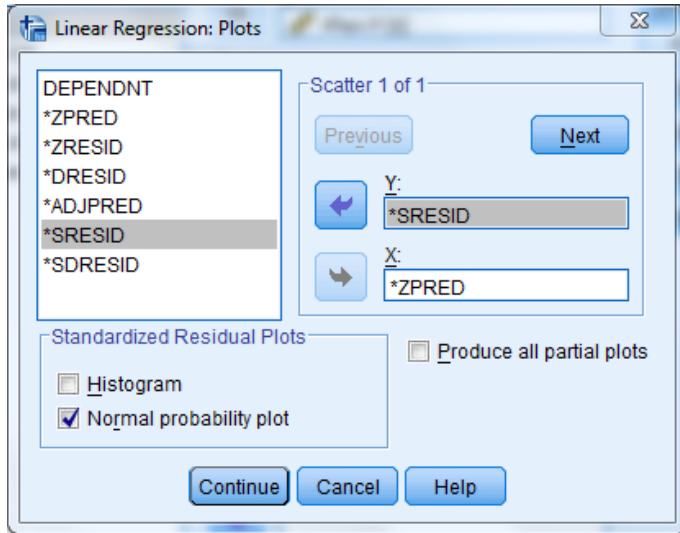 Linear Regression: Plots
DEPENDNT
*ZPRED
*ZRESID
*DRESID
*ADJPRED
*SRESID
*SDRESID
Scatter 1 of 1
Previous
Next
Y:
*SRESID
X:
*ZPRED
Standardized Residual Plots
Histogram
Normal probability plot
Produce all partial plots
Continue
Cancel
Help